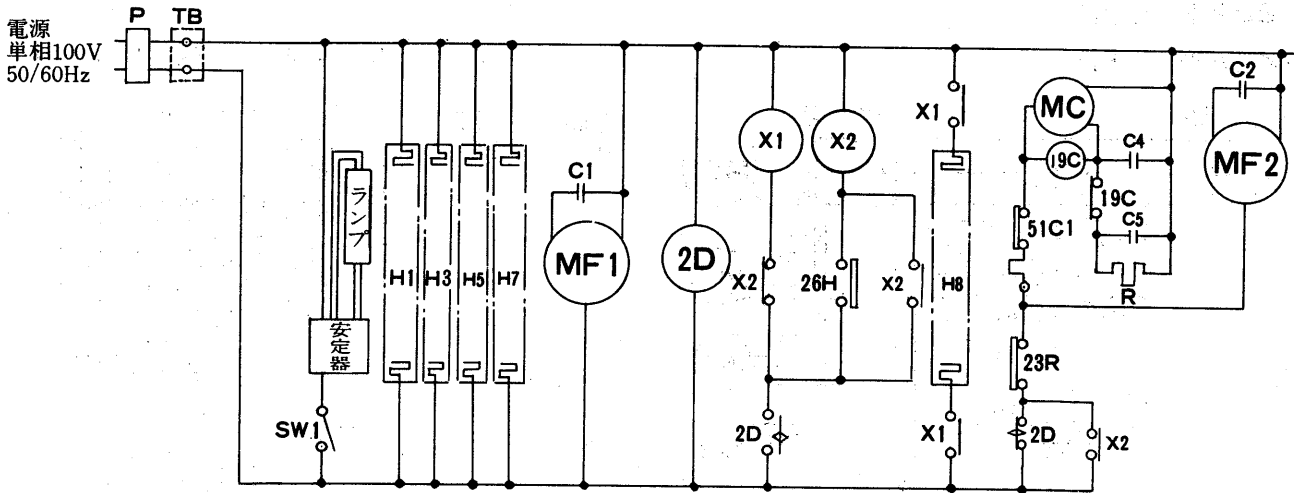 電源
単相100V
50/60Hz
P
TB
ランプ
安定器
SW1
H1
H3
H5
H7
C1
MF1
2D
X1
X2
X2
26H
X2
2D
X1
H8
X1
MC
19C
C4
19C
C5
R
51C1
23R
2D
X2
C2
MF2